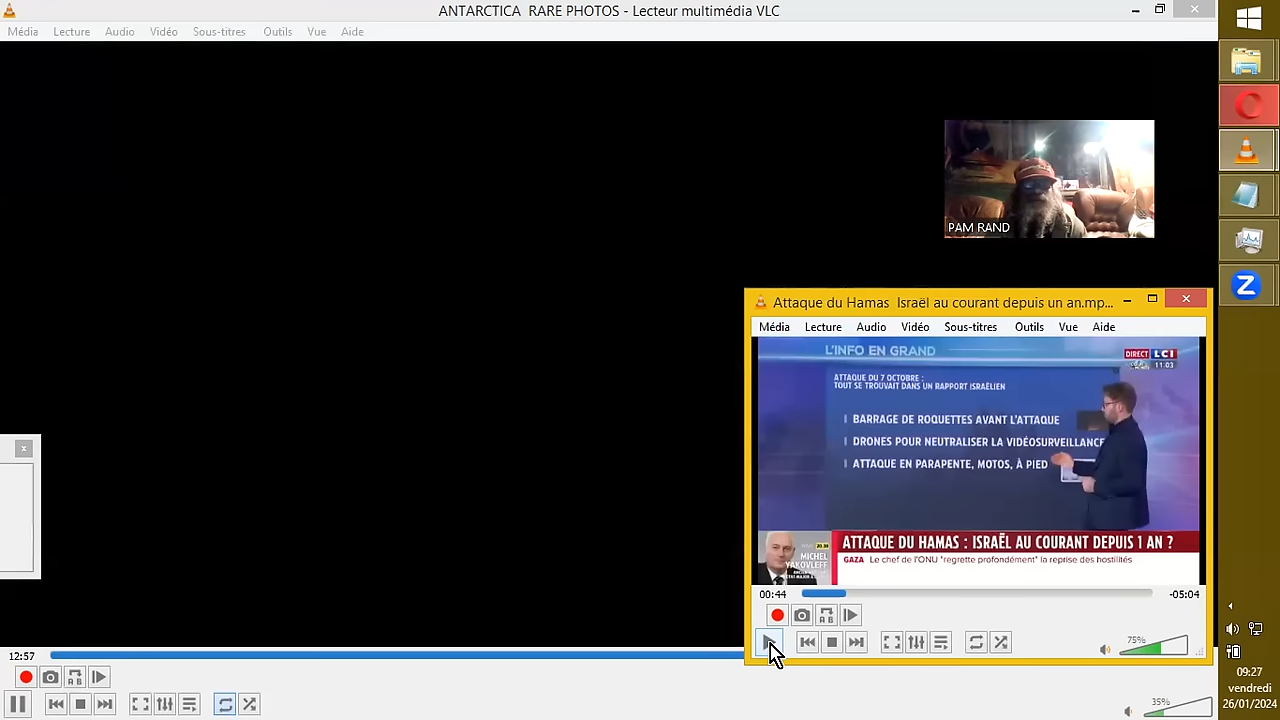 ANTARCTICA RARE PHOTOS - Lecteur multimédia VLC
Média Lecture Audio Vidéo Sous-titres Outils Vue Aide
PAM RAND
Attaque du Hamas Israël au courant depuis un an.mp...
Média Lecture Audio Vidéo Sous-titres Outils Vue Aide
L'INFO EN GRAND
DIRECT LCI
11.03
ATTAQUE DU 7 OCTOBRE :
TOUT SE TROUVAIT DANS UN RAPPORT ISRAÉLIEN
BARRAGE DE ROQUETTES AVANT L'ATTAQUE
DRONES POUR NEUTRALISER LA VIDÉOSURVEILLANCE
ATTAQUE EN PARAPENTE, MOTOS, À PIED
MICHEL
YAKOVLEFF
ATTAQUE DU HAMAS : ISRAËL AU COURANT DEPUIS 1 AN ?
GAZA Le chef de l'ONU "regrette profondément" la reprise des hostilités
00:44 -05:04
A B
75%
12:57
A B
35%
09:27
vendredi
26/01/2024